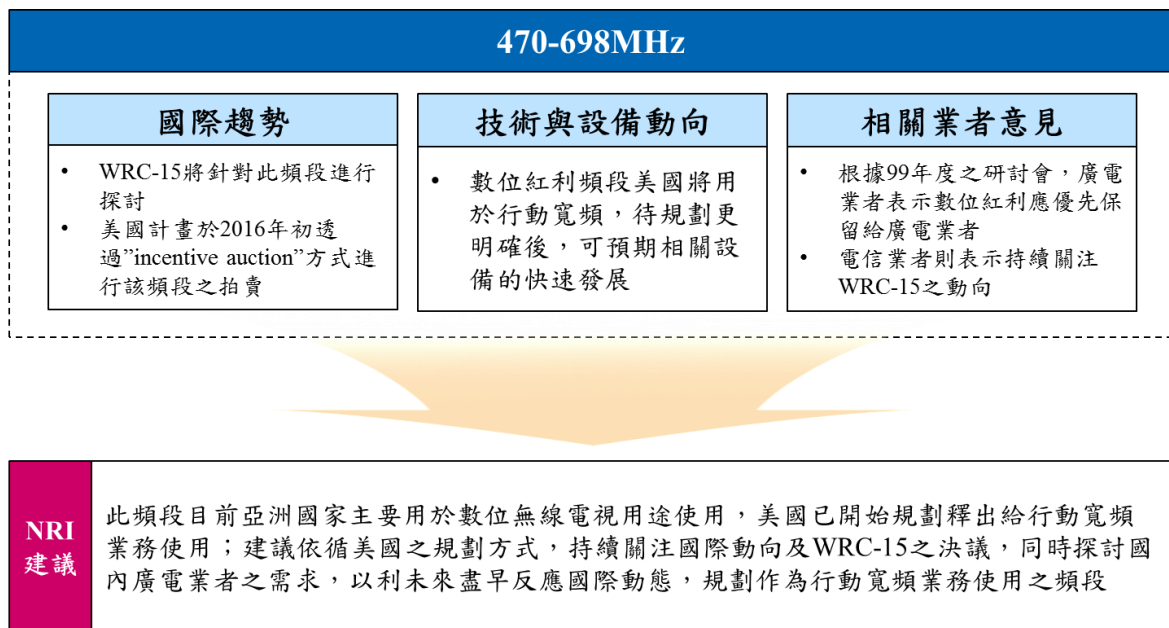 470-698MHz
國際趨勢
• WRC-15將針對此頻段進行
探討
• 美國計畫於2016年初透
過”incentive auction”方式進
行該頻段之拍賣
技術與設備動向
• 數位紅利頻段美國將用
於行動寬頻，待規劃更
明確後，可預期相關設
備的快速發展
相關業者意見
• 根據99年度之研討會，廣電
業者表示數位紅利應優先保
留給廣電業者
• 電信業者則表示持續關注
WRC-15之動向
NRI
建議
此頻段目前亞洲國家主要用於數位無線電視用途使用，美國已開始規劃釋出給行動寬頻
業務使用；建議依循美國之規劃方式，持續關注國際動向及WRC-15之決議，同時探討國
內廣電業者之需求，以利未來盡早反應國際動態，規劃作為行動寬頻業務使用之頻段